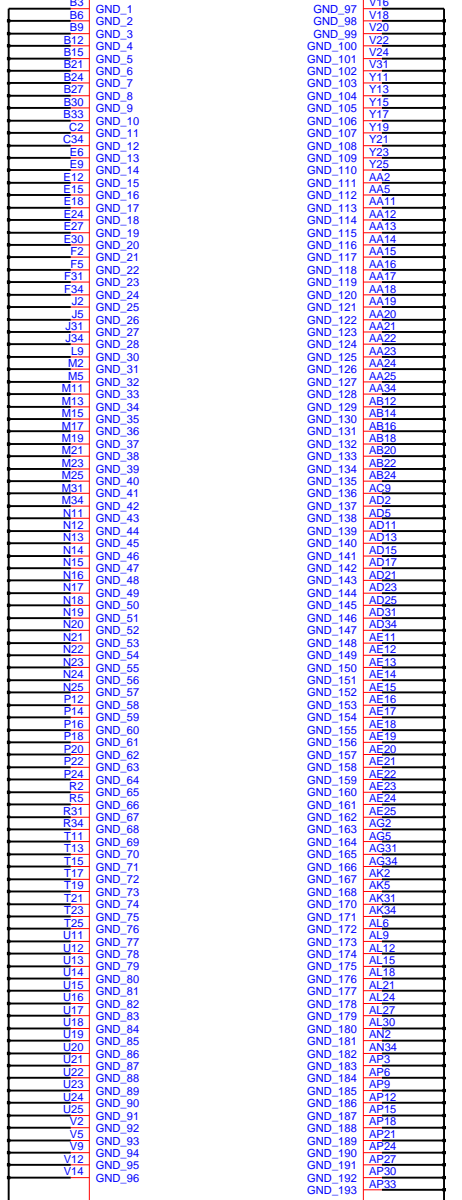 B3 GND_1 GND_97 V16
B6 GND_2 GND_98 V18
B9 GND_3 GND_99 V20
B12 GND_4 GND_100 V22
B15 GND_5 GND_101 V24
B21 GND_6 GND_102 V31
B24 GND_7 GND_103 Y11
B27 GND_8 GND_104 Y13
B30 GND_9 GND_105 Y15
B33 GND_10 GND_106 Y17
C2 GND_11 GND_107 Y19
C34 GND_12 GND_108 Y21
E6 GND_13 GND_109 Y23
E9 GND_14 GND_110 Y25
E12 GND_15 GND_111 AA2
E15 GND_16 GND_112 AA5
E18 GND_17 GND_113 AA11
E24 GND_18 GND_114 AA12
E27 GND_19 GND_115 AA13
E30 GND_20 GND_116 AA14
F2 GND_21 GND_117 AA15
F5 GND_22 GND_118 AA16
F31 GND_23 GND_119 AA17
F34 GND_24 GND_120 AA18
J2 GND_25 GND_121 AA19
J5 GND_26 GND_122 AA20
J31 GND_27 GND_123 AA21
J34 GND_28 GND_124 AA22
L9 GND_30 GND_125 AA23
M2 GND_31 GND_126 AA24
M5 GND_32 GND_127 AA25
M11 GND_33 GND_128 AA34
M13 GND_34 GND_129 AB12
M15 GND_35 GND_130 AB14
M17 GND_36 GND_131 AB16
M19 GND_37 GND_132 AB18
M21 GND_38 GND_133 AB20
M23 GND_39 GND_134 AB22
M25 GND_40 GND_135 AB24
M31 GND_41 GND_136 AC9
M34 GND_42 GND_137 AD2
N11 GND_43 GND_138 AD5
N12 GND_44 GND_139 AD11
N13 GND_45 GND_140 AD13
N14 GND_46 GND_141 AD15
N15 GND_47 GND_142 AD17
N16 GND_48 GND_143 AD21
N17 GND_49 GND_144 AD23
N18 GND_50 GND_145 AD25
N19 GND_51 GND_146 AD31
N20 GND_52 GND_147 AD34
N21 GND_53 GND_148 AE11
N22 GND_54 GND_149 AE12
N23 GND_55 GND_150 AE13
N24 GND_56 GND_151 AE14
N25 GND_57 GND_152 AE15
P12 GND_58 GND_153 AE16
P14 GND_59 GND_154 AE17
P16 GND_60 GND_155 AE18
P18 GND_61 GND_156 AE19
P20 GND_62 GND_157 AE20
P22 GND_63 GND_158 AE21
P24 GND_64 GND_159 AE22
R2 GND_65 GND_160 AE23
R5 GND_66 GND_161 AE24
R31 GND_67 GND_162 AE25
R34 GND_68 GND_163 AG2
T11 GND_69 GND_164 AG5
T13 GND_70 GND_165 AG31
T15 GND_71 GND_166 AG34
T17 GND_72 GND_167 AK2
T19 GND_73 GND_168 AK5
T21 GND_74 GND_170 AK31
T23 GND_75 GND_171 AK34
T25 GND_76 GND_172 AL6
U11 GND_77 GND_173 AL9
U12 GND_78 GND_174 AL12
U13 GND_79 GND_175 AL15
U14 GND_80 GND_176 AL18
U15 GND_81 GND_177 AL21
U16 GND_82 GND_178 AL24
U17 GND_83 GND_179 AL27
U18 GND_84 GND_180 AL30
U19 GND_85 GND_181 AN2
U20 GND_86 GND_182 AN34
U21 GND_87 GND_183 AP3
U22 GND_88 GND_184 AP6
U23 GND_89 GND_185 AP9
U24 GND_90 GND_186 AP12
U25 GND_91 GND_187 AP15
V2 GND_92 GND_188 AP18
V5 GND_93 GND_189 AP21
V9 GND_94 GND_190 AP24
V12 GND_95 GND_191 AP27
V14 GND_96 GND_192 AP30
GND_193 AP33